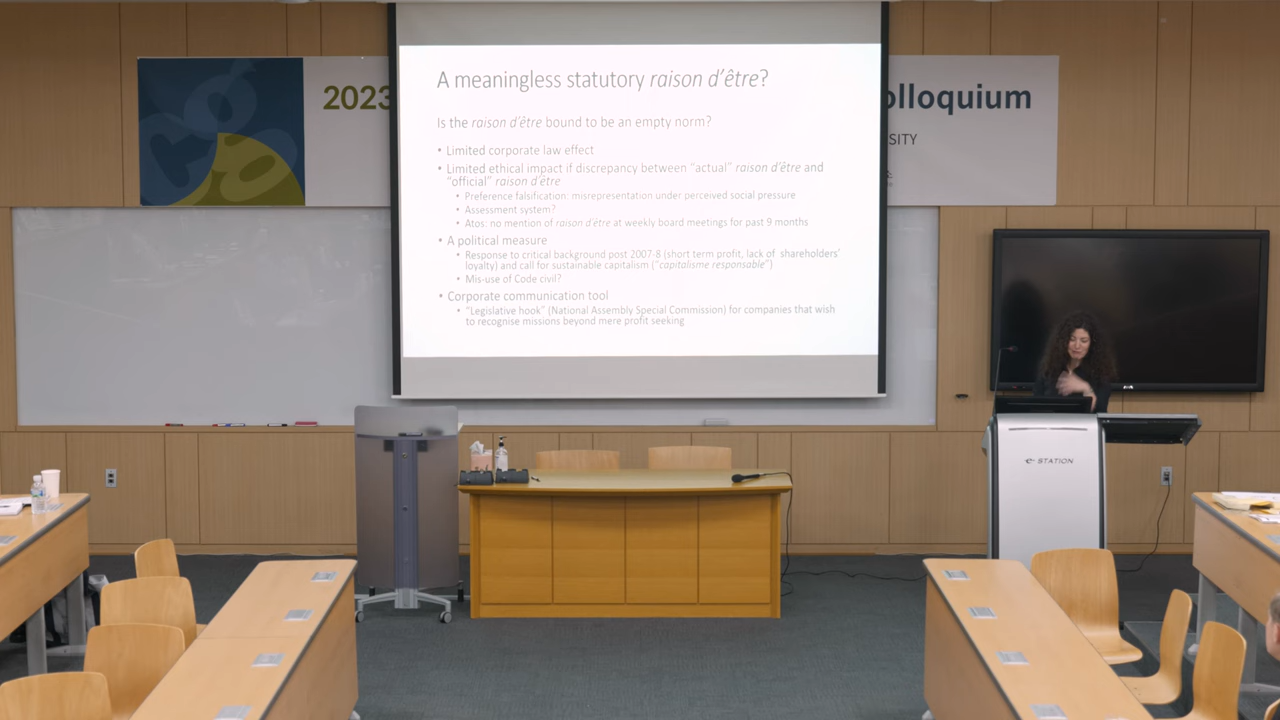 2023
olloquium
SITY
A meaningless statutory raison d'être?
Is the raison d'être bound to be an empty norm?
• Limited corporate law effect
• Limited ethical impact if discrepancy between "actual" raison d'être and
"official" raison d'être
• Preference falsification: misrepresentation under perceived social pressure
• Assessment system?
• Atos: no mention of raison d'être at weekly board meetings for past 9 months
• A political measure
• Response to critical background post 2007-8 (short term profit, lack of shareholders'
loyalty) and call for sustainable capitalism ("capitalisme responsable")
• Mis-use of Code civil?
• Corporate communication tool
• "Legislative hook" (National Assembly Special Commission) for companies that wish
to recognise missions beyond mere profit seeking
e-STATION